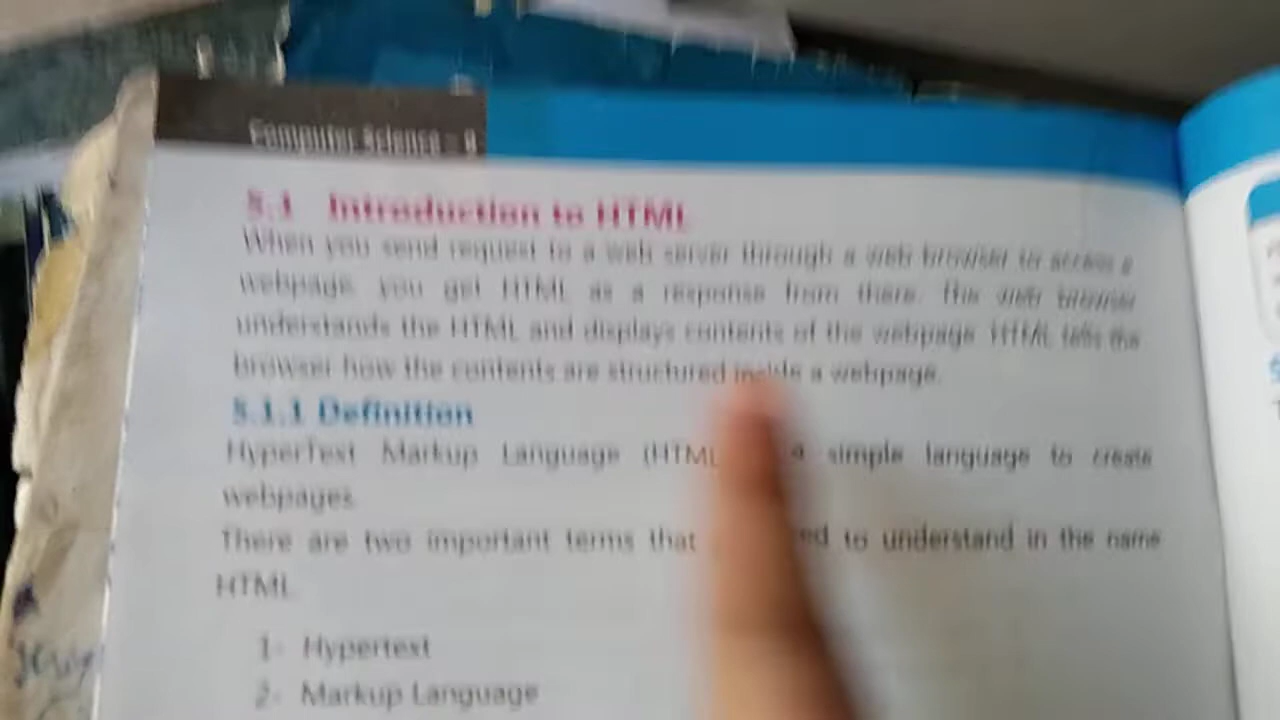 Computer Science - 9
5.1 Introduction to HTML
When you send request to a web server through a web browser to access a
webpage, you get HTML as a response from there. The web browser
understands the HTML and displays contents of the webpage. HTML tells the
browser how the contents are structured inside a webpage.
5.1.1 Definition
HyperText Markup Language (HTML a simple language to create
webpages.
There are two important terms that ed to understand in the name
HTML.
1- Hypertext
2- Markup Language